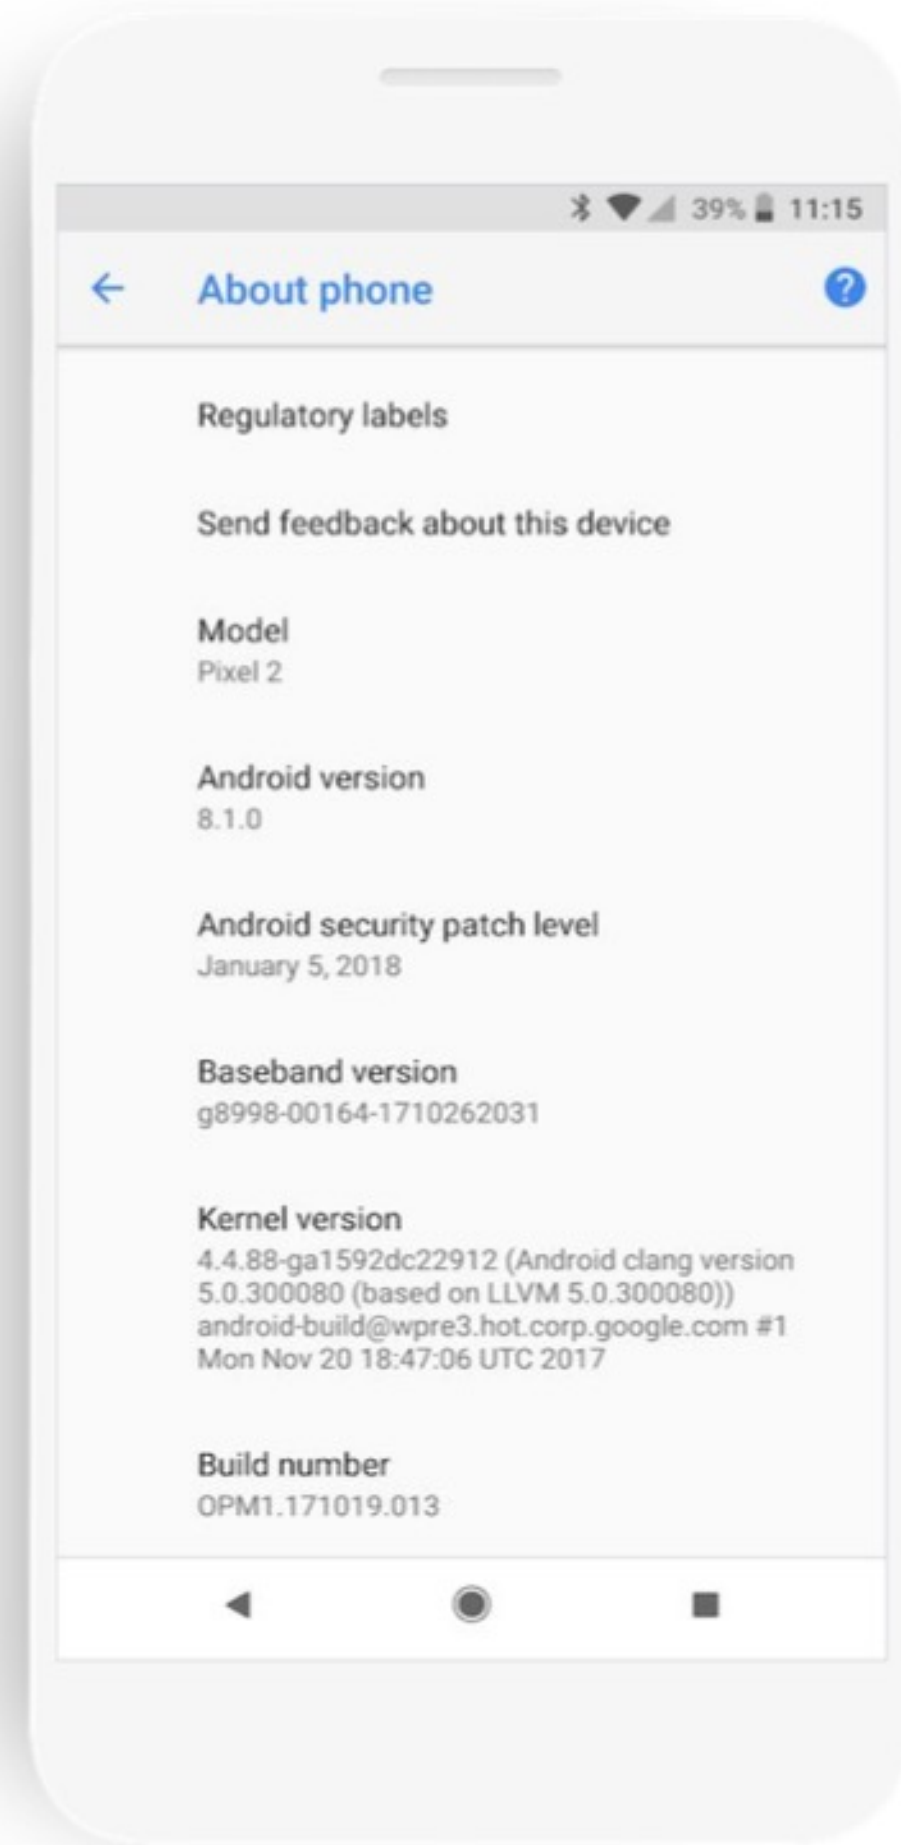 39% 11:15
About phone
Regulatory labels
Send feedback about this device
Model
Pixel 2
Android version
8.1.0
Android security patch level
January 5, 2018
Baseband version
g8998-00164-1710262031
Kernel version
4.4.88-ga1592dc22912 (Android clang version
5.0.300080 (based on LLVM 5.0.300080))
android-build@wpre3.hot.corp.google.com #1
Mon Nov 20 18:47:06 UTC 2017
Build number
OPM1.171019.013